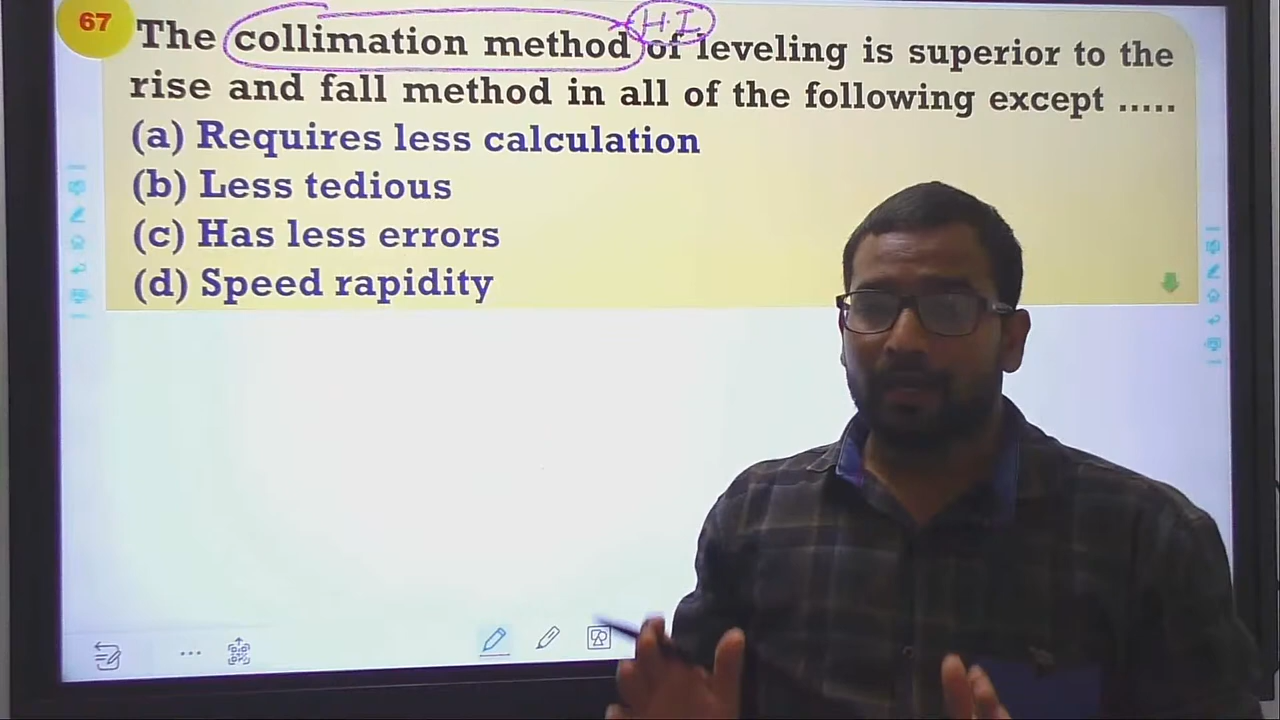 67 The collimation method of leveling is superior to the
H.I
rise and fall method in all of the following except .....
(a) Requires less calculation
(b) Less tedious
(c) Has less errors
(d) Speed rapidity